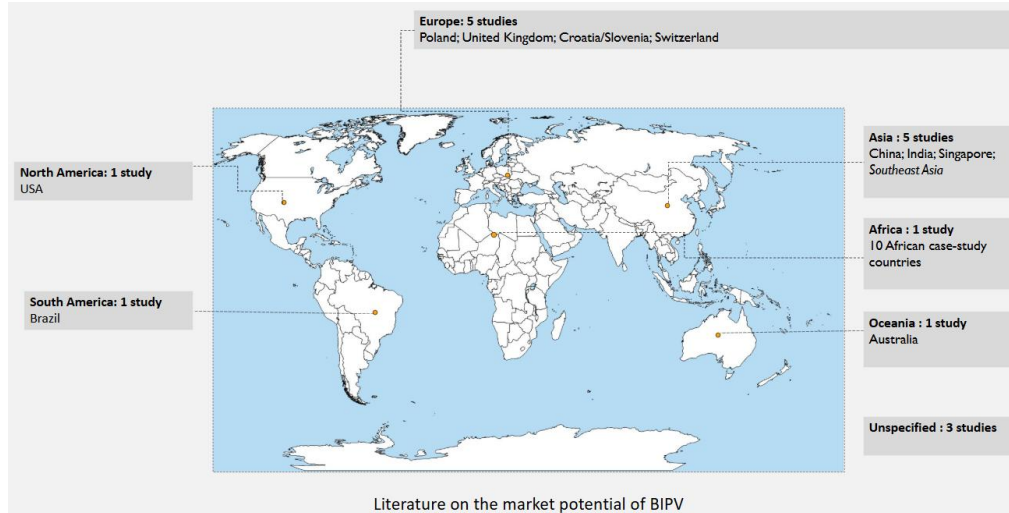 Europe: 5 studies
Poland; United Kingdom; Croatia/Slovenia; Switzerland
North America: 1 study
USA
Asia : 5 studies
China; India; Singapore;
Southeast Asia
Africa : 1 study
10 African case-study
countries
South America: 1 study
Brazil
Oceania : 1 study
Australia
Unspecified : 3 studies
Literature on the market potential of BIPV